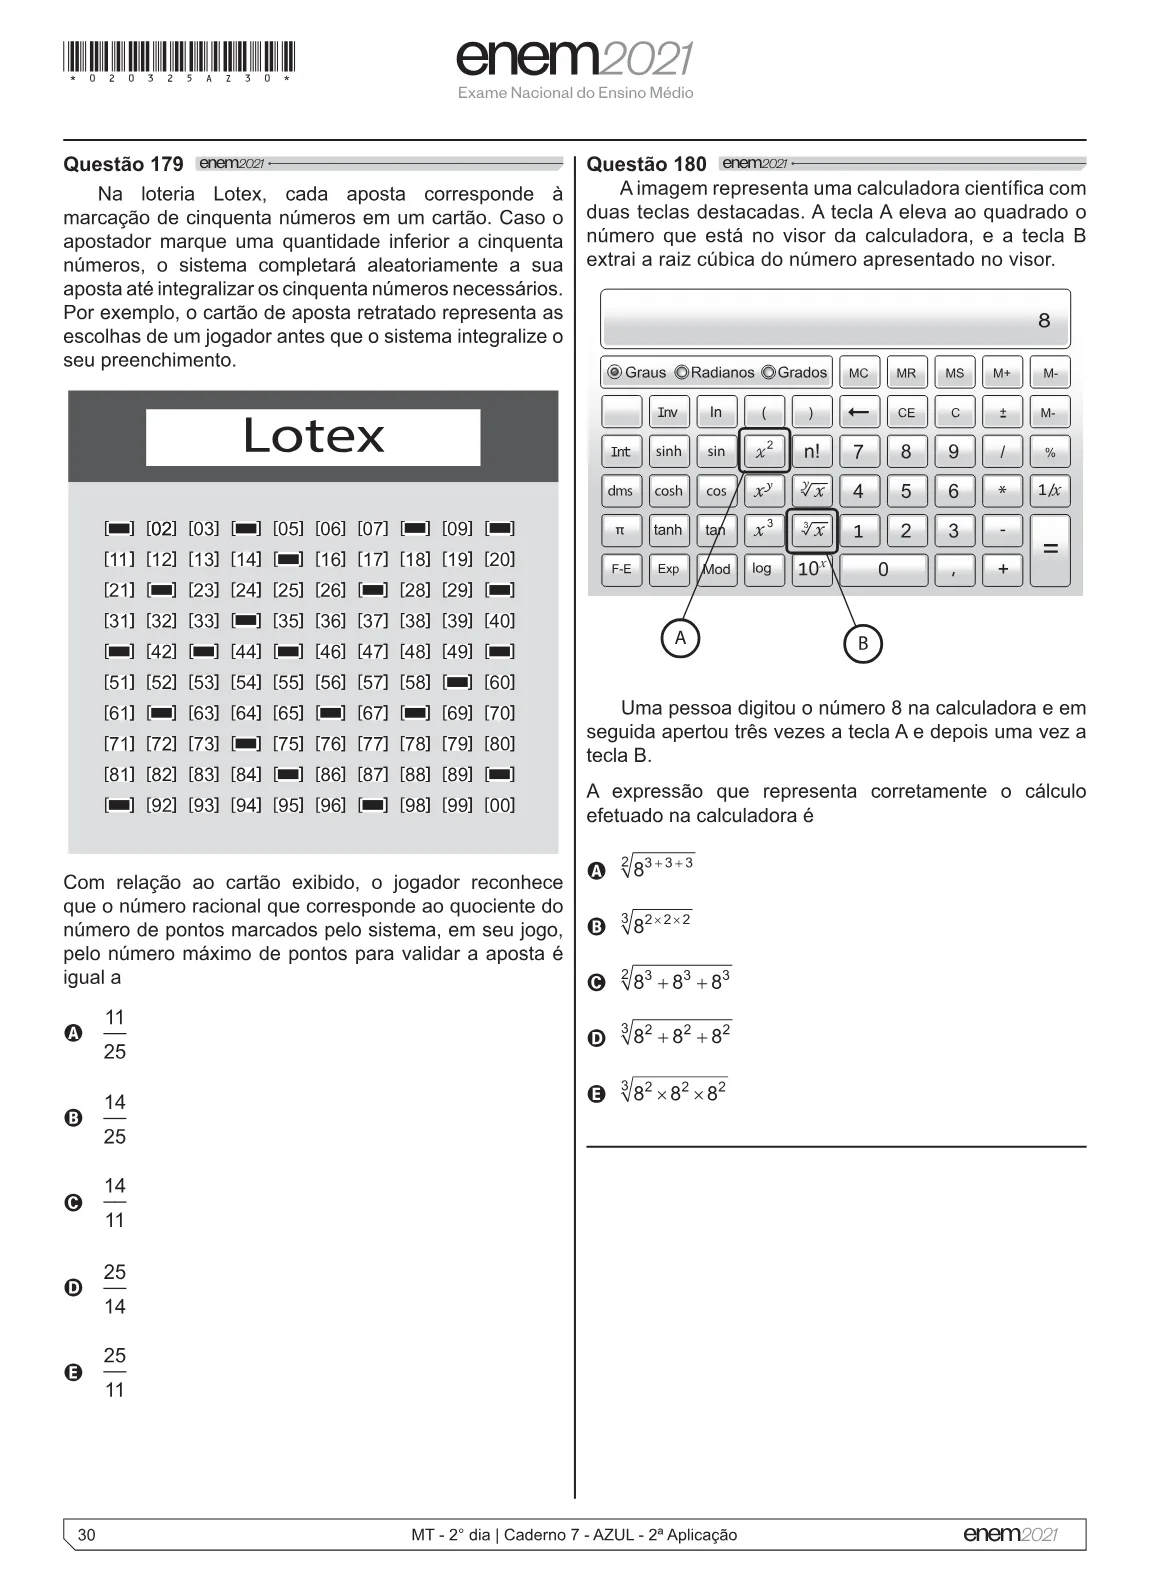 *020325AZ30*
enem2021
Exame Nacional do Ensino Médio
Questão 179 enem2021
Na loteria Lotex, cada aposta corresponde à
marcação de cinquenta números em um cartão. Caso o
apostador marque uma quantidade inferior a cinquenta
números, o sistema completará aleatoriamente a sua
aposta até integralizar os cinquenta números necessários.
Por exemplo, o cartão de aposta retratado representa as
escolhas de um jogador antes que o sistema integralize o
seu preenchimento.
Lotex
[▬] [02] [03] [▬] [05] [06] [07] [▬] [09] [▬]
[11] [12] [13] [14] [▬] [16] [17] [18] [19] [20]
[21] [▬] [23] [24] [25] [26] [▬] [28] [29] [▬]
[31] [32] [33] [▬] [35] [36] [37] [38] [39] [40]
[▬] [42] [▬] [44] [▬] [46] [47] [48] [49] [▬]
[51] [52] [53] [54] [55] [56] [57] [58] [▬] [60]
[61] [▬] [63] [64] [65] [▬] [67] [▬] [69] [70]
[71] [72] [73] [▬] [75] [76] [77] [78] [79] [80]
[81] [82] [83] [84] [▬] [86] [87] [88] [89] [▬]
[▬] [92] [93] [94] [95] [96] [▬] [98] [99] [00]
Com relação ao cartão exibido, o jogador reconhece
que o número racional que corresponde ao quociente do
número de pontos marcados pelo sistema, em seu jogo,
pelo número máximo de pontos para validar a aposta é
igual a
A 11/25
B 14/25
C 14/11
D 25/14
E 25/11
Questão 180 enem2021
A imagem representa uma calculadora científica com
duas teclas destacadas. A tecla A eleva ao quadrado o
número que está no visor da calculadora, e a tecla B
extrai a raiz cúbica do número apresentado no visor.
8
Graus Radianos Grados MC MR MS M+ M-
Inv ln ( ) ← CE C ± M-
Int sinh sin x² n! 7 8 9 / %
dms cosh cos xʸ ʸ√x 4 5 6 * 1/x
π tanh tan x³ ³√x 1 2 3 - =
F-E Exp Mod log 10ˣ 0 , +
A B
Uma pessoa digitou o número 8 na calculadora e em
seguida apertou três vezes a tecla A e depois uma vez a
tecla B.
A expressão que representa corretamente o cálculo
efetuado na calculadora é
A ²√(8³⁺³⁺³)
B ³√(8²ˣ²ˣ²)
C ²√(8³ + 8³ + 8³)
D ³√(8² + 8² + 8²)
E ³√(8² × 8² × 8²)
30 MT - 2° dia | Caderno 7 - AZUL - 2ª Aplicação enem2021